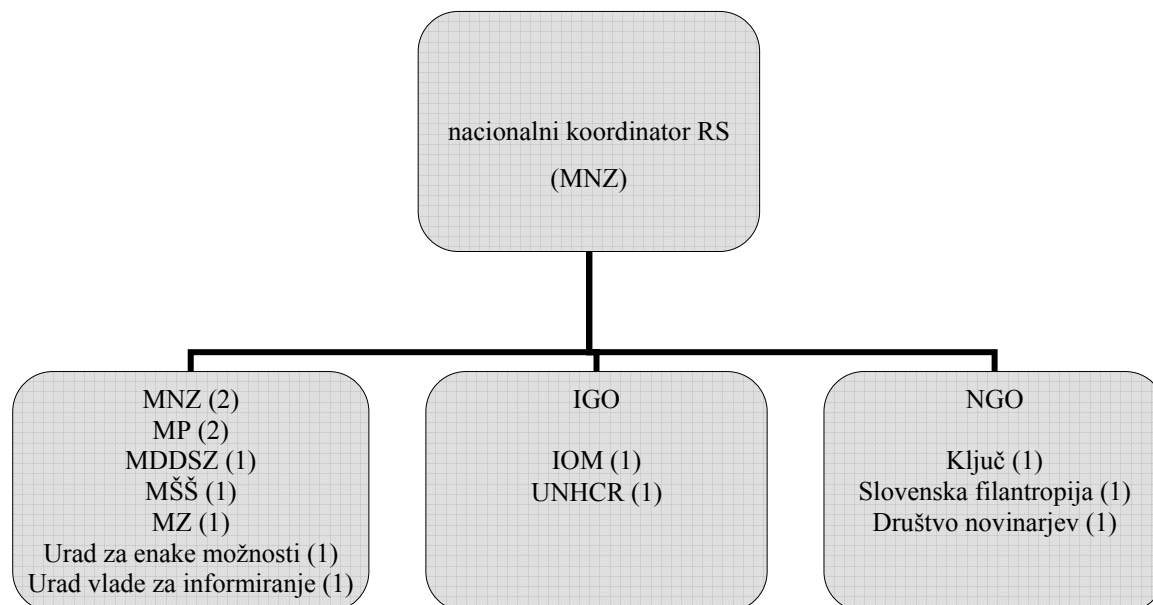 nacionalni koordinator RS
(MNZ)
MNZ (2)
MP (2)
MDDSZ (1)
MŠŠ (1)
MZ (1)
Urad za enake možnosti (1)
Urad vlade za informiranje (1)
IGO
IOM (1)
UNHCR (1)
NGO
Ključ (1)
Slovenska filantropija (1)
Društvo novinarjev (1)